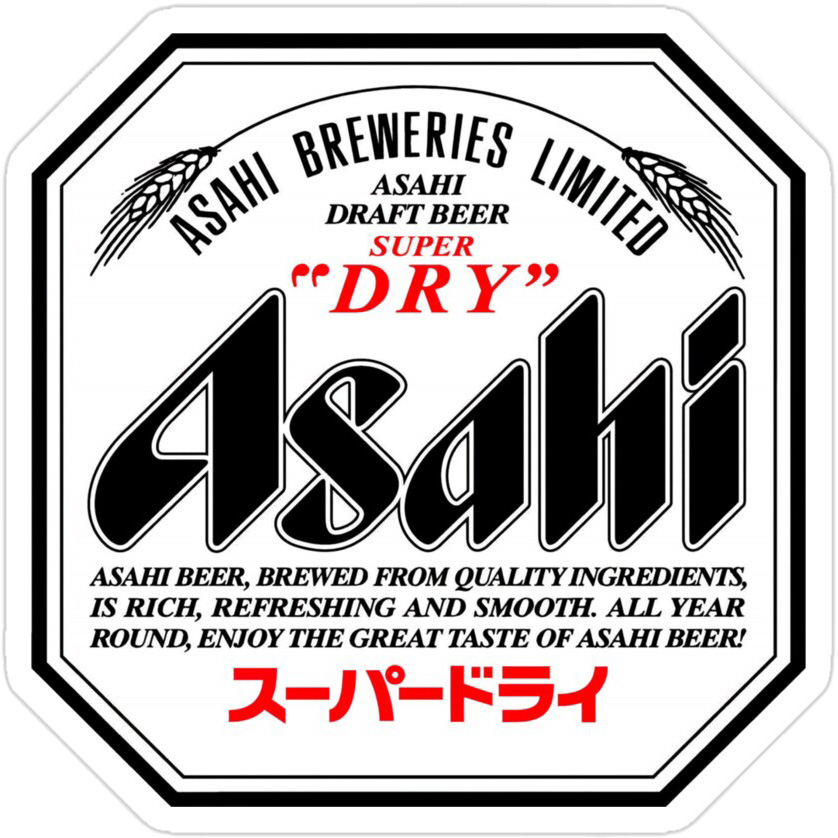 ASAHI BREWERIES LIMITED
ASAHI
DRAFT BEER
SUPER
“DRY”
Asahi
ASAHI BEER, BREWED FROM QUALITY INGREDIENTS,
IS RICH, REFRESHING AND SMOOTH. ALL YEAR
ROUND, ENJOY THE GREAT TASTE OF ASAHI BEER!
スーパードライ